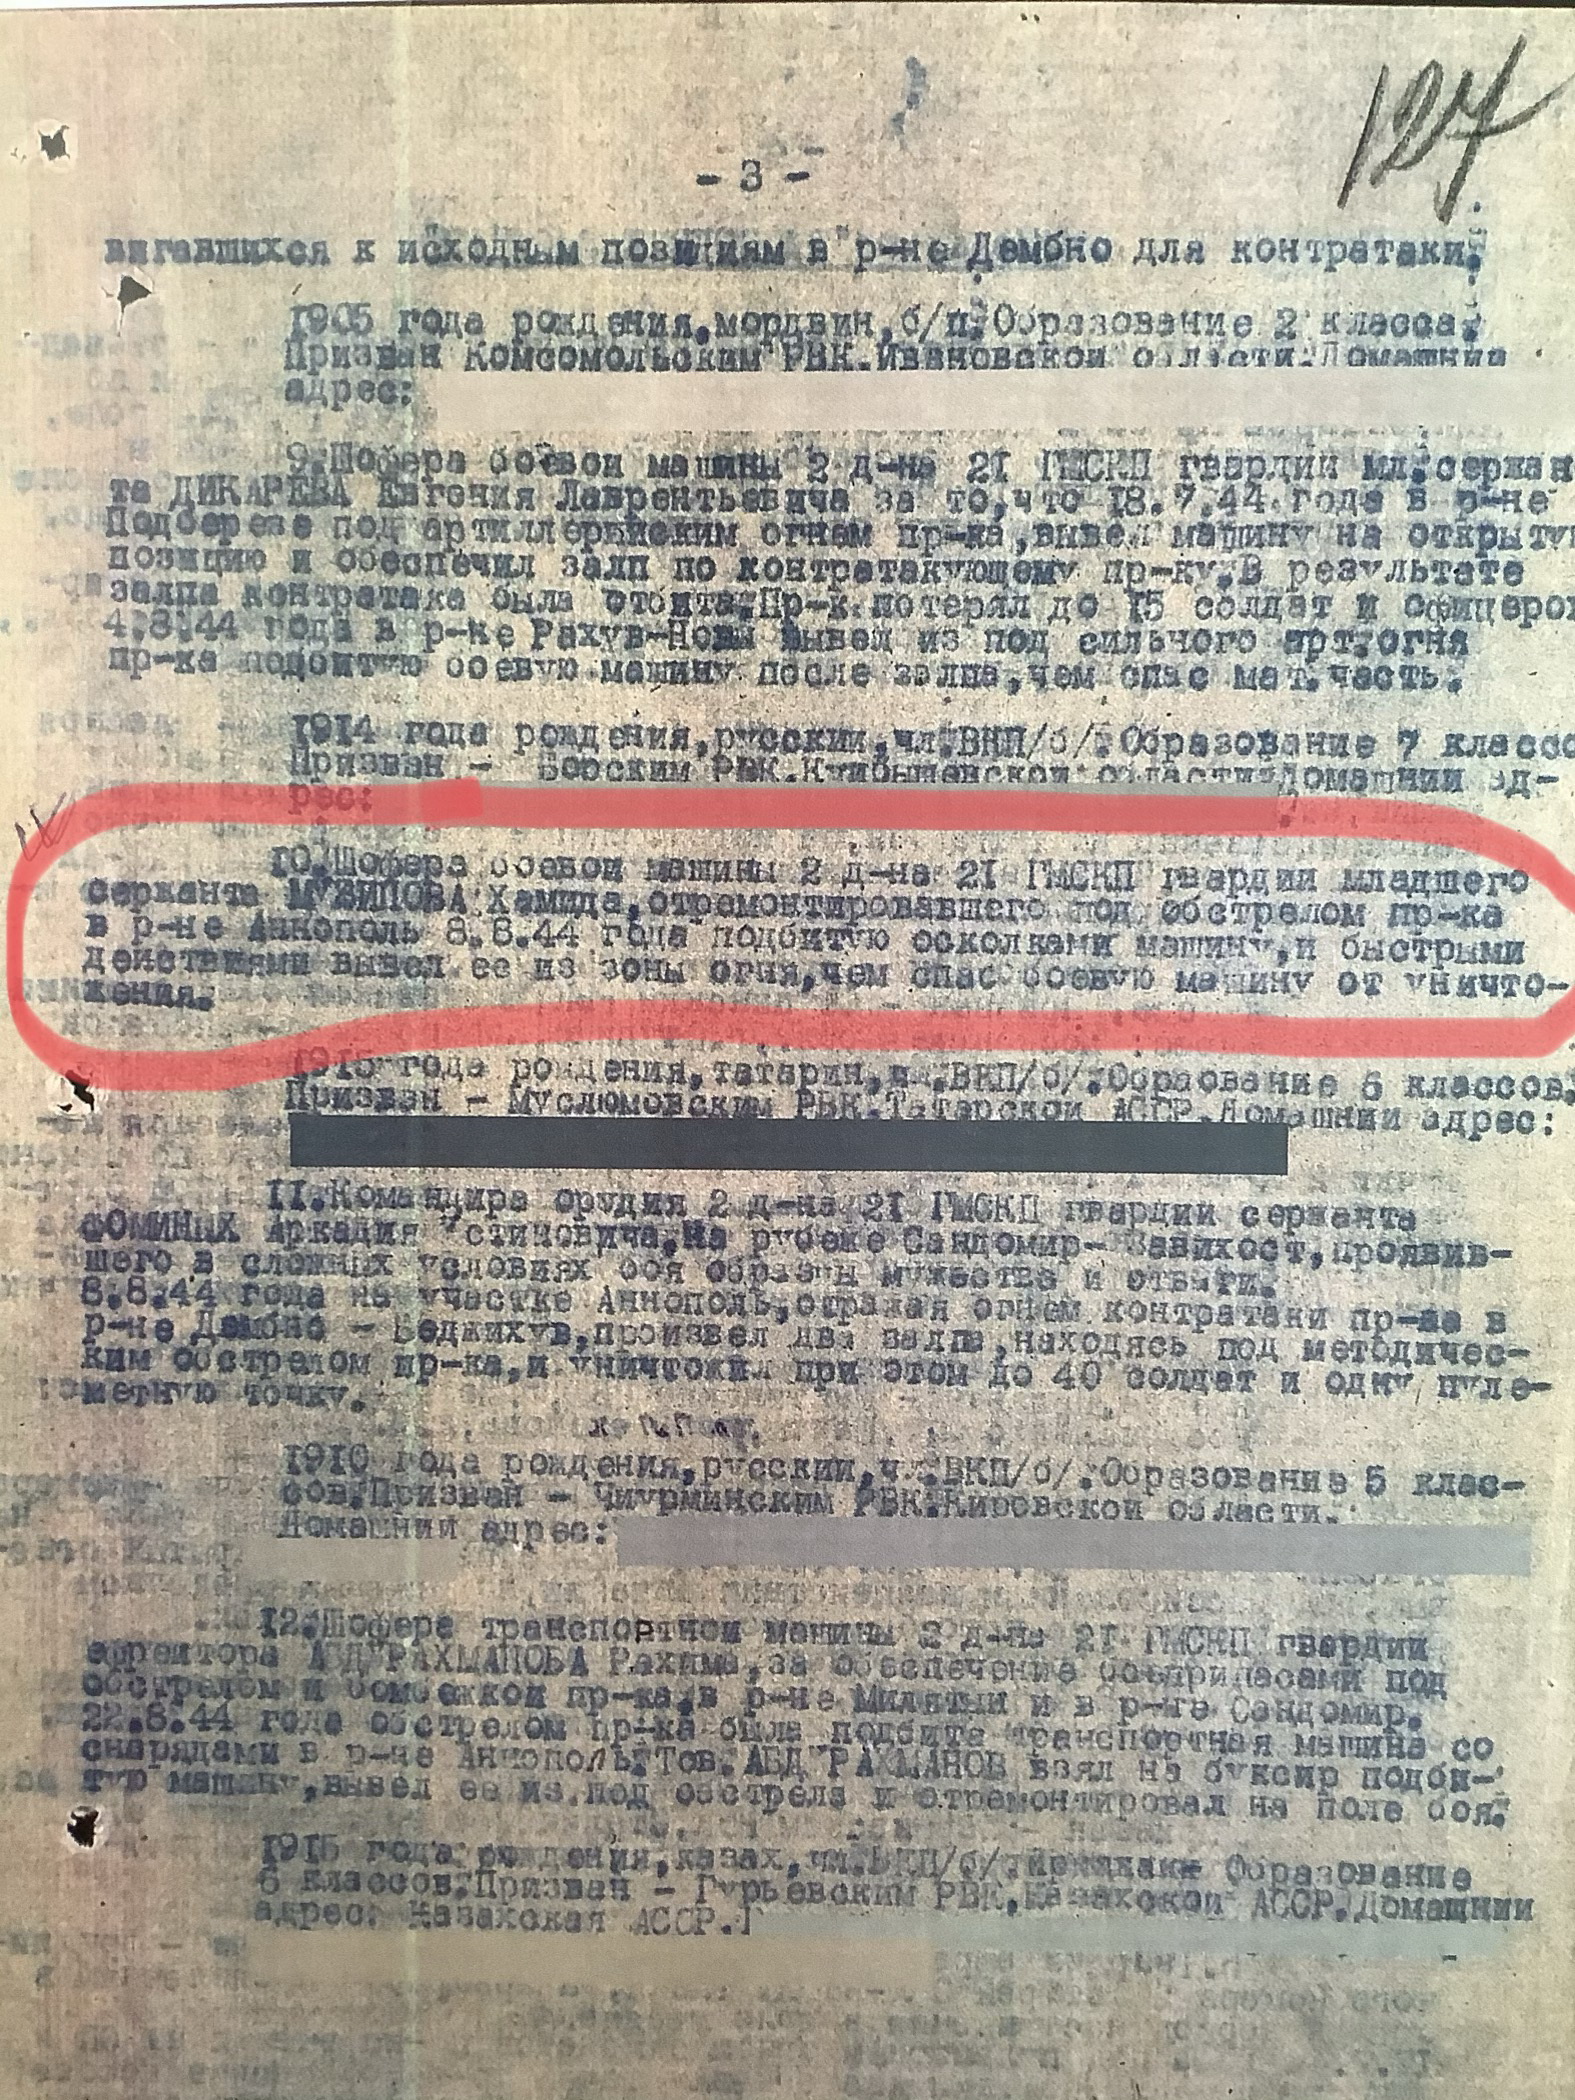 127
- 3 -
вигавшихся к исходным позициям в р-не Дембно для контратаки.
1905 года рождения,мордвин,б/п.Образование 2 класса.
Призван Комсомольским РВК.Ивановской области.Домашний
адрес:
9.Шофера боевой машины 2 д-на 21 ГМСКП гвардии мл.сержан
та ДИКАРЕВА Евгения Лаврентьевича за то,что 18.7.44 года в р-не
Подберезе под артиллерийским огнем пр-ка,вывел машину на открытую
позицию и обеспечил залп по контратакующему пр-ку.В результате
залпа контратака была отбита.Пр-к потерял до 15 солдат и офицеров
4.8.44 года в р-не Рахув-Новы вывел из под сильного арт.огня
пр-ка подбитую боевую машину после залпа,чем спас мат.часть.
1914 года рождения,русский,чл.ВКП/б/.Образование 7 классо
Призван - Борским РВК.Куйбышевской области.Домашний ад-
рес:
10.Шофера боевой машины 2 д-на 21 ГМСКП гвардии младшего
сержанта Хамида,отремонтировавшего под обстрелом пр-ка
в р-не Аннополь 8.8.44 года подбитую осколками машину,и быстрыми
действиями вывел ее из зоны огня,чем спас боевую машину от уничто-
жения.
1915 года рождения,татарин,чл.ВКП/б/.Обраование 6 классов.
Призван - Муслюмовским РВК.Татарской АССР.Домашний адрес:
11.Командира орудия 2 д-на 21 ГМСКП гвардии сержанта
ФОМИНЫХ Аркадия Устиновича.На рубеже Сандомир- Завихост,проявив-
шего в сложных условиях боя образцы мужества и отваги.
8.8.44 года на участке Аннополь,отражая огнем контратаки пр-ка в
р-не Дембно - произвел два залпа,находясь под методичес-
ким обстрелом пр-ка,и уничтожил при этом до 40 солдат и одну пуле-
метную точку.
1910 года рождения,русский,чл.ВКП/б/.Образование 5 клас-
сов.Призван - РВК.Кировской области.
Домашний адрес:
12.Шофера транспортной машины 2 д-на 21 ГМСКП гвардии
ефрейтора АБДУРАХМАНОВА Рахима,за обеспечение боеприпасами под
обстрелом и бомбежкой пр-ка,в р-не Милятын и в р-не Сандомир.
22.8.44 года обстрелом пр-ка была подбита транспортная машина со
снарядами в р-не Аннополь.Тов.АБДУРАХМАНОВ взял на буксир подби-
тую машину,вывел ее из под обстрела и отремонтировал на поле боя.
1915 года рождения,казах,чл.ВКП/б/. Образование
6 классов.Призван - Гурьевским РВК.Казахской АССР.Домашний
адрес: Казахская АССР.Г